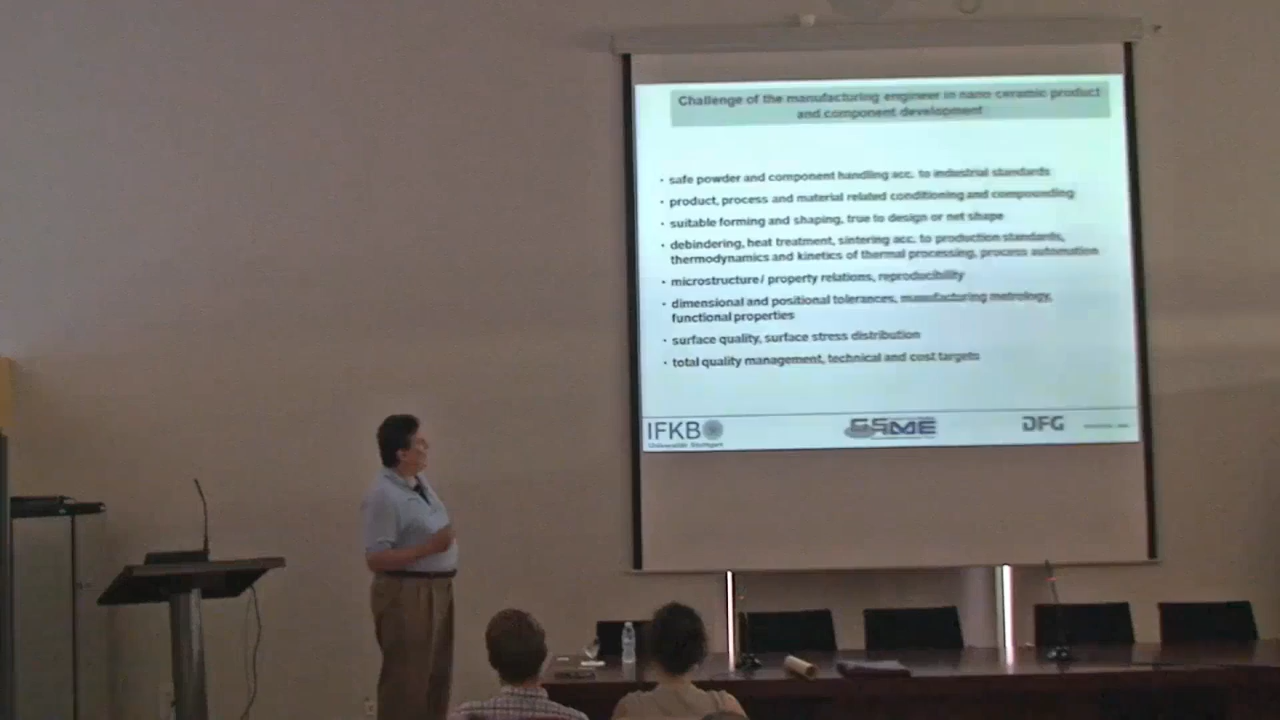 Challenge of the manufacturing engineer in nano ceramic product
and component development
• safe powder and component handling acc. to industrial standards
• product, process and material related conditioning and compounding
• suitable forming and shaping, true to design or net shape
• debindering, heat treatment, sintering acc. to production standards,
thermodynamics and kinetics of thermal processing, process automation
• microstructure/ property relations, reproducibility
• dimensional and positional tolerances, manufacturing metrology,
functional properties
• surface quality, surface stress distribution
• total quality management, technical and cost targets
IFKB
Universität Stuttgart
GSME
DFG